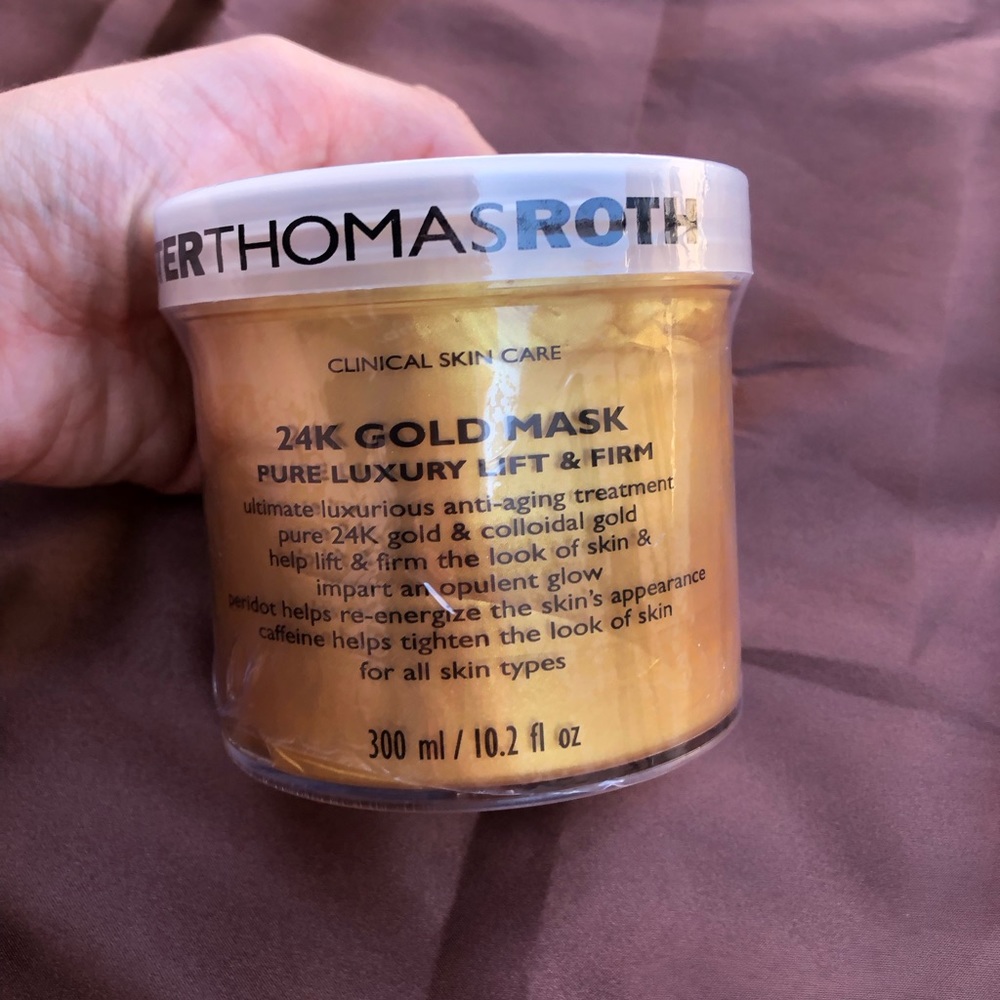 TERTHOMASROTH
CLINICAL SKIN CARE
24K GOLD MASK
PURE LUXURY LIFT & FIRM
ultimate luxurious anti-aging treatment
pure 24K gold & colloidal gold
help lift & firm the look of skin &
impart an opulent glow
peridot helps re-energize the skin's appearance
caffeine helps tighten the look of skin
for all skin types
300 ml / 10.2 fl oz